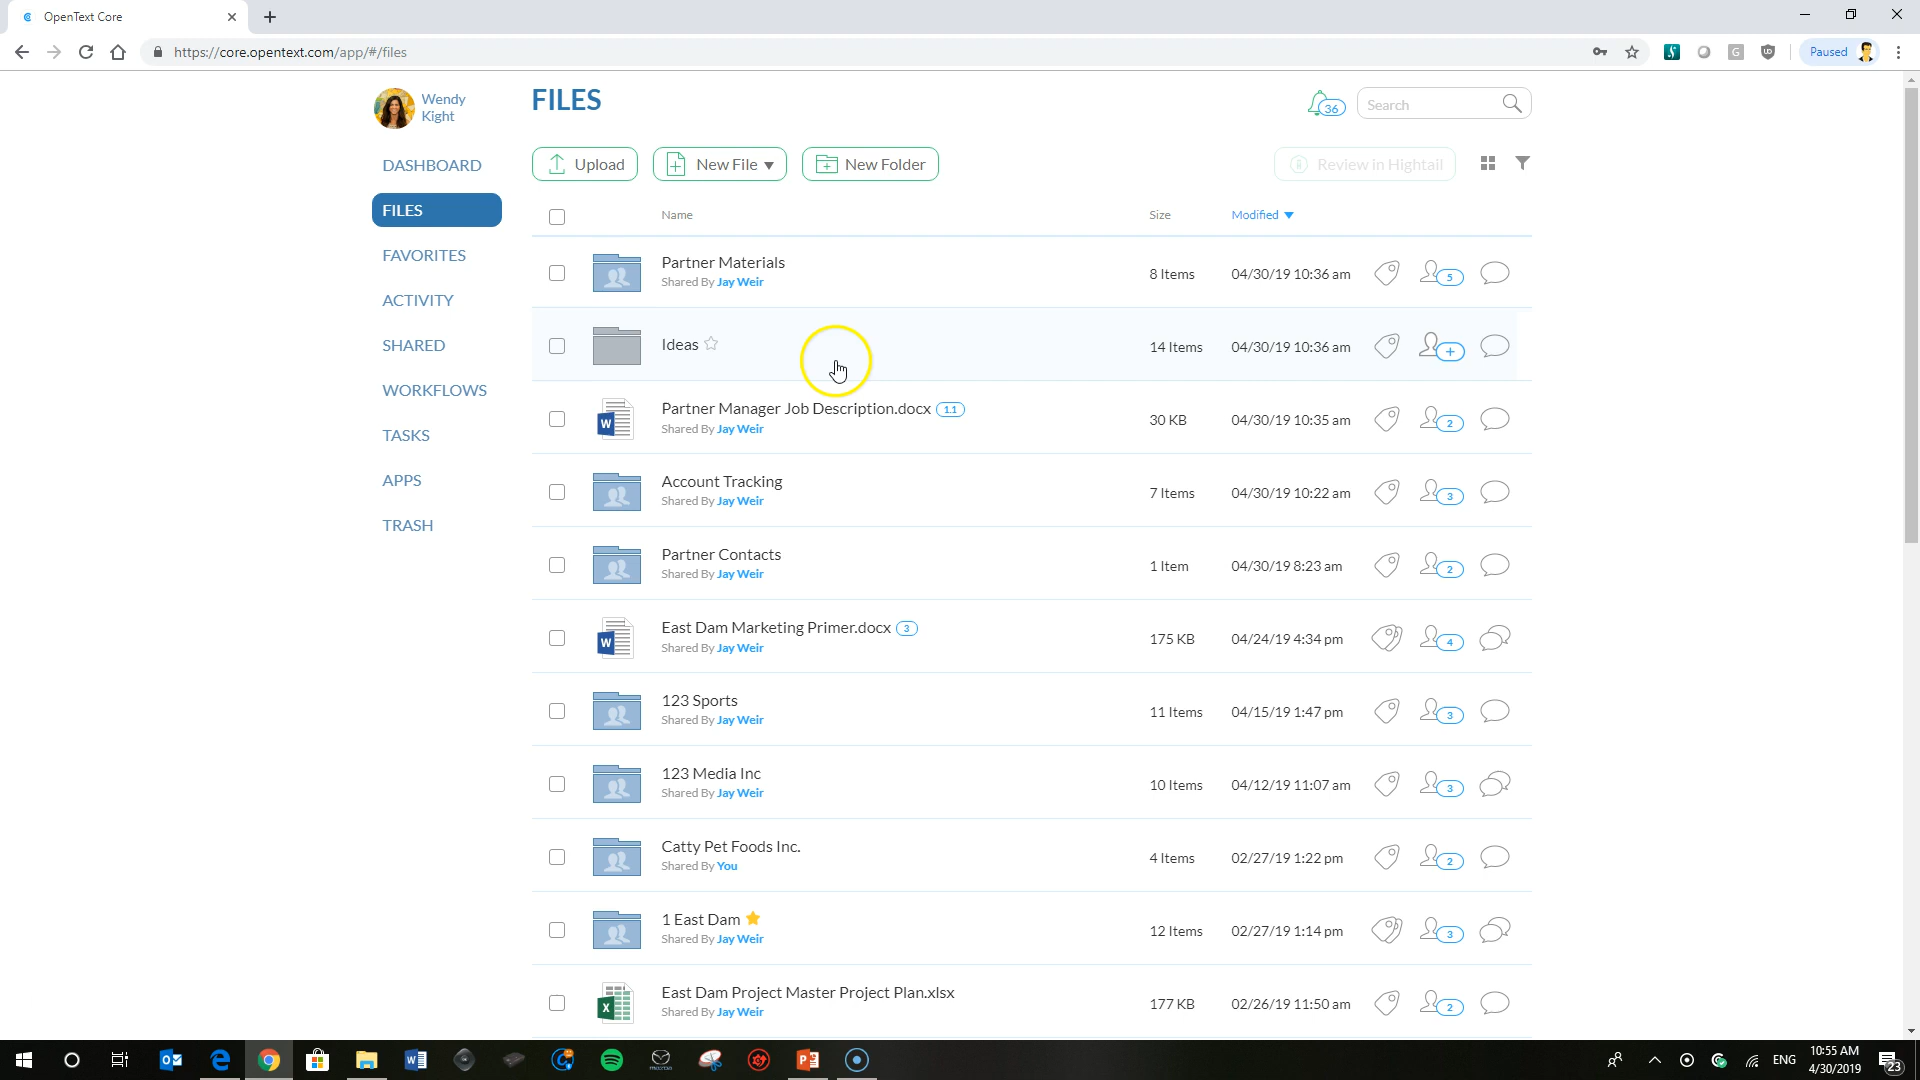 OpenText Core
https://core.opentext.com/app/#/files
Paused
Wendy
Kight
FILES
36
Search
DASHBOARD
FILES
FAVORITES
ACTIVITY
SHARED
WORKFLOWS
TASKS
APPS
TRASH
Upload
New File
New Folder
Review in Hightail
Name
Size
Modified
Partner Materials
Shared By Jay Weir
8 Items
04/30/19 10:36 am
5
Ideas
14 Items
04/30/19 10:36 am
+
Partner Manager Job Description.docx 1.1
Shared By Jay Weir
30 KB
04/30/19 10:35 am
2
Account Tracking
Shared By Jay Weir
7 Items
04/30/19 10:22 am
3
Partner Contacts
Shared By Jay Weir
1 Item
04/30/19 8:23 am
2
East Dam Marketing Primer.docx 3
Shared By Jay Weir
175 KB
04/24/19 4:34 pm
4
123 Sports
Shared By Jay Weir
11 Items
04/15/19 1:47 pm
3
123 Media Inc
Shared By Jay Weir
10 Items
04/12/19 11:07 am
3
Catty Pet Foods Inc.
Shared By You
4 Items
02/27/19 1:22 pm
2
1 East Dam
Shared By Jay Weir
12 Items
02/27/19 1:14 pm
3
East Dam Project Master Project Plan.xlsx
Shared By Jay Weir
177 KB
02/26/19 11:50 am
2
ENG
10:55 AM
4/30/2019
23